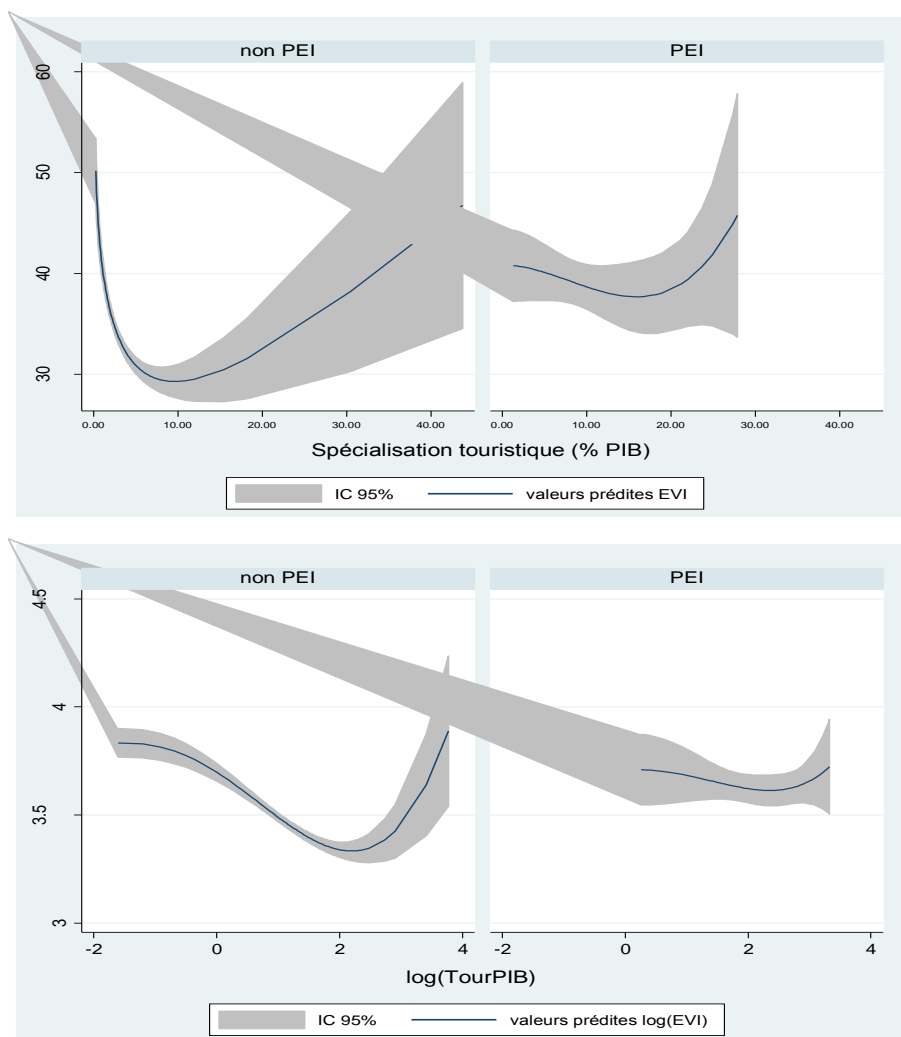 non PEI PEI
60
50
40
30
0.00 10.00 20.00 30.00 40.00 0.00 10.00 20.00 30.00 40.00
Spécialisation touristique (% PIB)
IC 95% valeurs prédites EVI
non PEI PEI
4.5
4
3.5
3
-2 0 2 4 -2 0 2 4
log(TourPIB)
IC 95% valeurs prédites log(EVI)